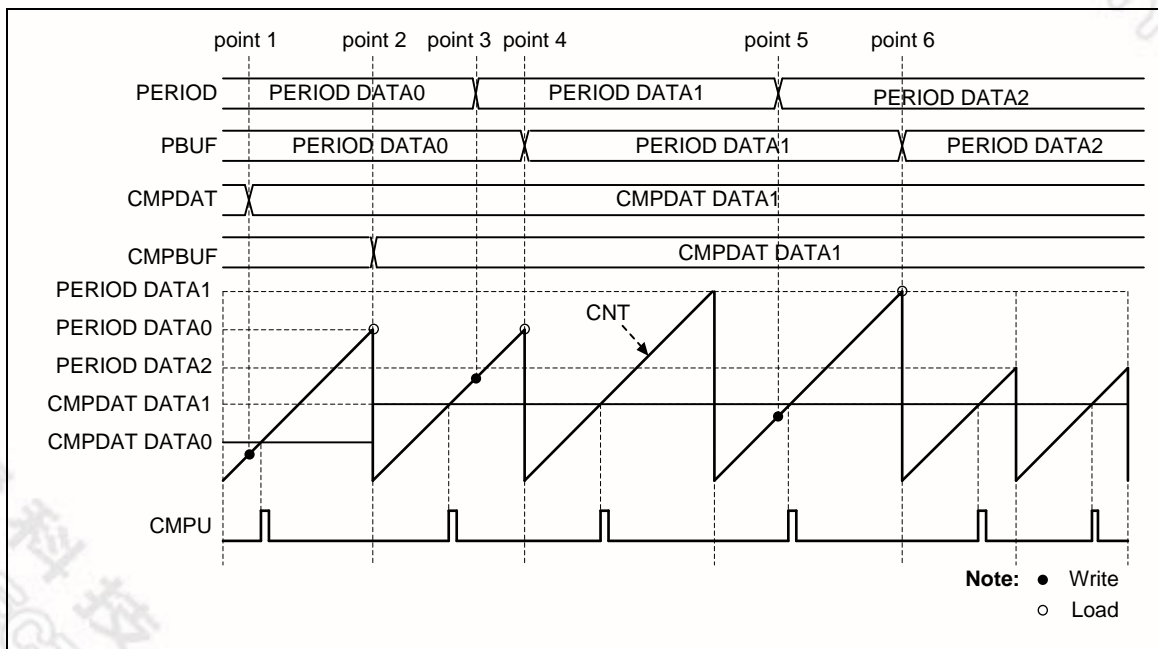 point 1 point 2 point 3 point 4 point 5 point 6
PERIOD PERIOD DATA0 PERIOD DATA1 PERIOD DATA2
PBUF PERIOD DATA0 PERIOD DATA1 PERIOD DATA2
CMPDAT CMPDAT DATA1
CMPBUF CMPDAT DATA1
PERIOD DATA1
CNT
PERIOD DATA0
PERIOD DATA2
CMPDAT DATA1
CMPDAT DATA0
CMPU
Note: ● Write
○ Load
科技